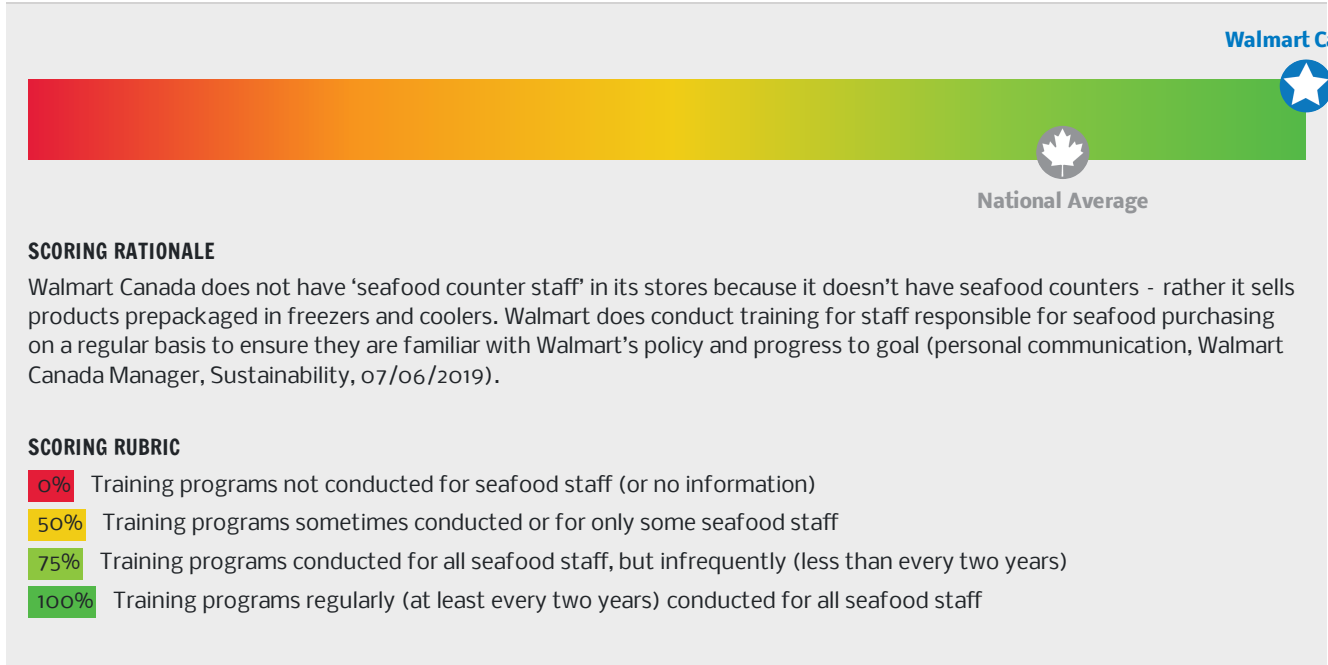 Walmart Ca
National Average
SCORING RATIONALE
Walmart Canada does not have ‘seafood counter staff’ in its stores because it doesn’t have seafood counters - rather it sells
products prepackaged in freezers and coolers. Walmart does conduct training for staff responsible for seafood purchasing
on a regular basis to ensure they are familiar with Walmart’s policy and progress to goal (personal communication, Walmart
Canada Manager, Sustainability, 07/06/2019).
SCORING RUBRIC
0% Training programs not conducted for seafood staff (or no information)
50% Training programs sometimes conducted or for only some seafood staff
75% Training programs conducted for all seafood staff, but infrequently (less than every two years)
100% Training programs regularly (at least every two years) conducted for all seafood staff